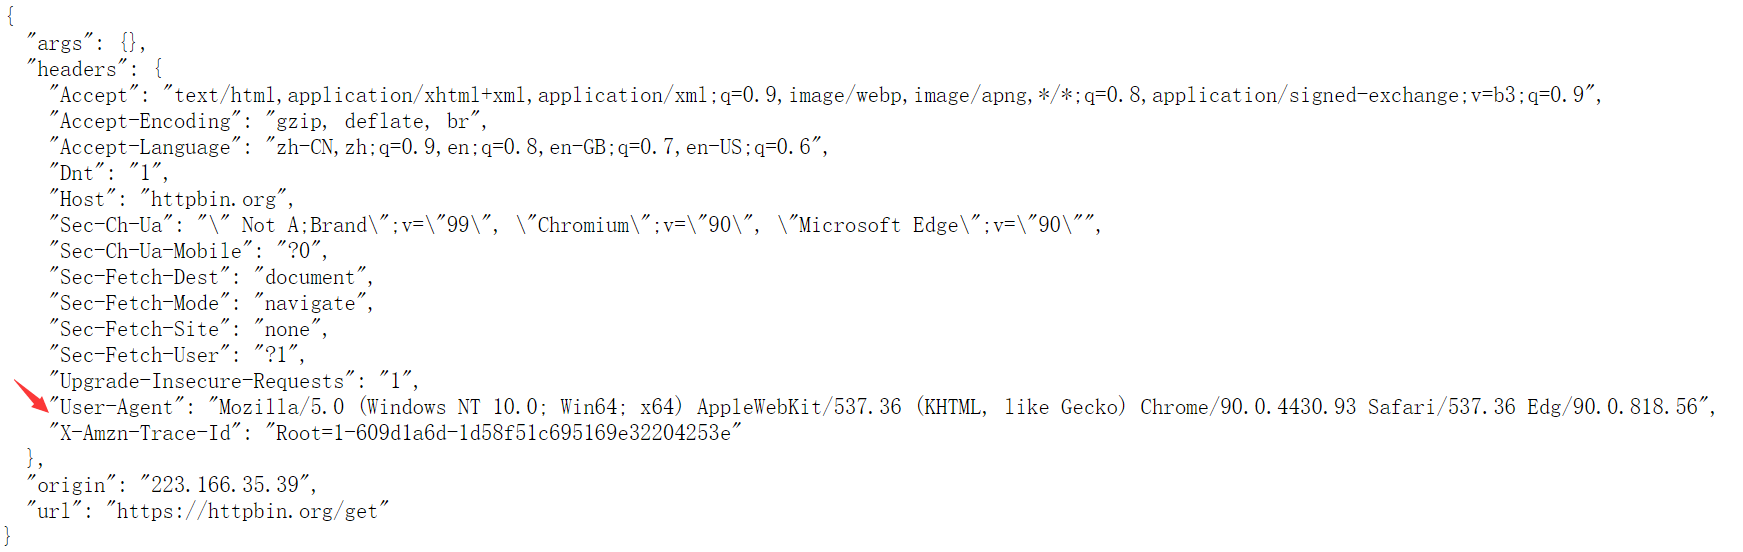 {
  "args": {},
  "headers": {
    "Accept": "text/html,application/xhtml+xml,application/xml;q=0.9,image/webp,image/apng,*/*;q=0.8,application/signed-exchange;v=b3;q=0.9",
    "Accept-Encoding": "gzip, deflate, br",
    "Accept-Language": "zh-CN,zh;q=0.9,en;q=0.8,en-GB;q=0.7,en-US;q=0.6",
    "Dnt": "1",
    "Host": "httpbin.org",
    "Sec-Ch-Ua": "\" Not A;Brand\";v=\"99\", \"Chromium\";v=\"90\", \"Microsoft Edge\";v=\"90\"",
    "Sec-Ch-Ua-Mobile": "?0",
    "Sec-Fetch-Dest": "document",
    "Sec-Fetch-Mode": "navigate",
    "Sec-Fetch-Site": "none",
    "Sec-Fetch-User": "?1",
    "Upgrade-Insecure-Requests": "1",
    "User-Agent": "Mozilla/5.0 (Windows NT 10.0; Win64; x64) AppleWebKit/537.36 (KHTML, like Gecko) Chrome/90.0.4430.93 Safari/537.36 Edg/90.0.818.56",
    "X-Amzn-Trace-Id": "Root=1-609d1a6d-1d58f51c695169e32204253e"
  },
  "origin": "223.166.35.39",
  "url": "https://httpbin.org/get"
}